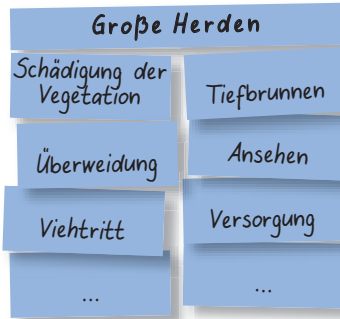 Große Herden
Schädigung der
Vegetation
Tiefbrunnen
Überweidung
Ansehen
Viehtritt
Versorgung
...
...